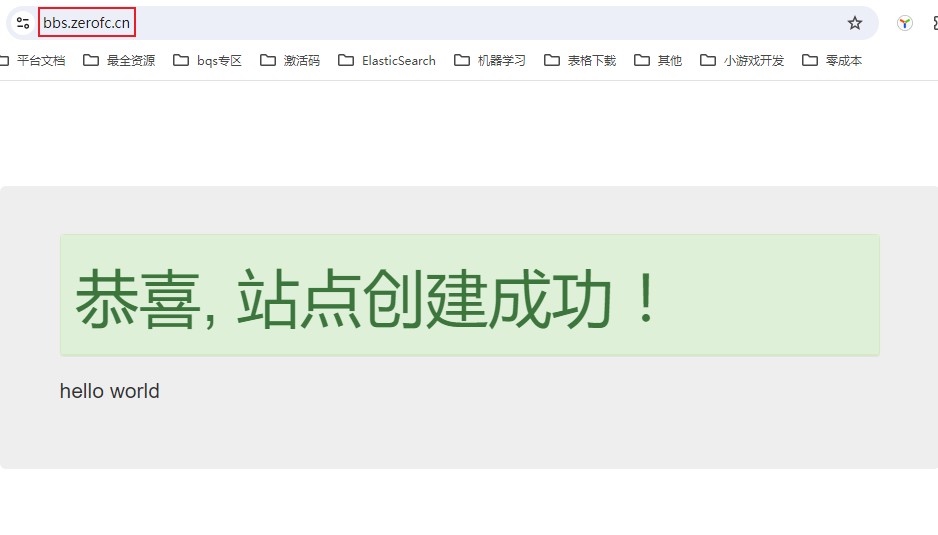 bbs.zerofc.cn
平台文档 最全资源 bqs专区 激活码 ElasticSearch 机器学习 表格下载 其他 小游戏开发 零成本
恭喜, 站点创建成功！
hello world